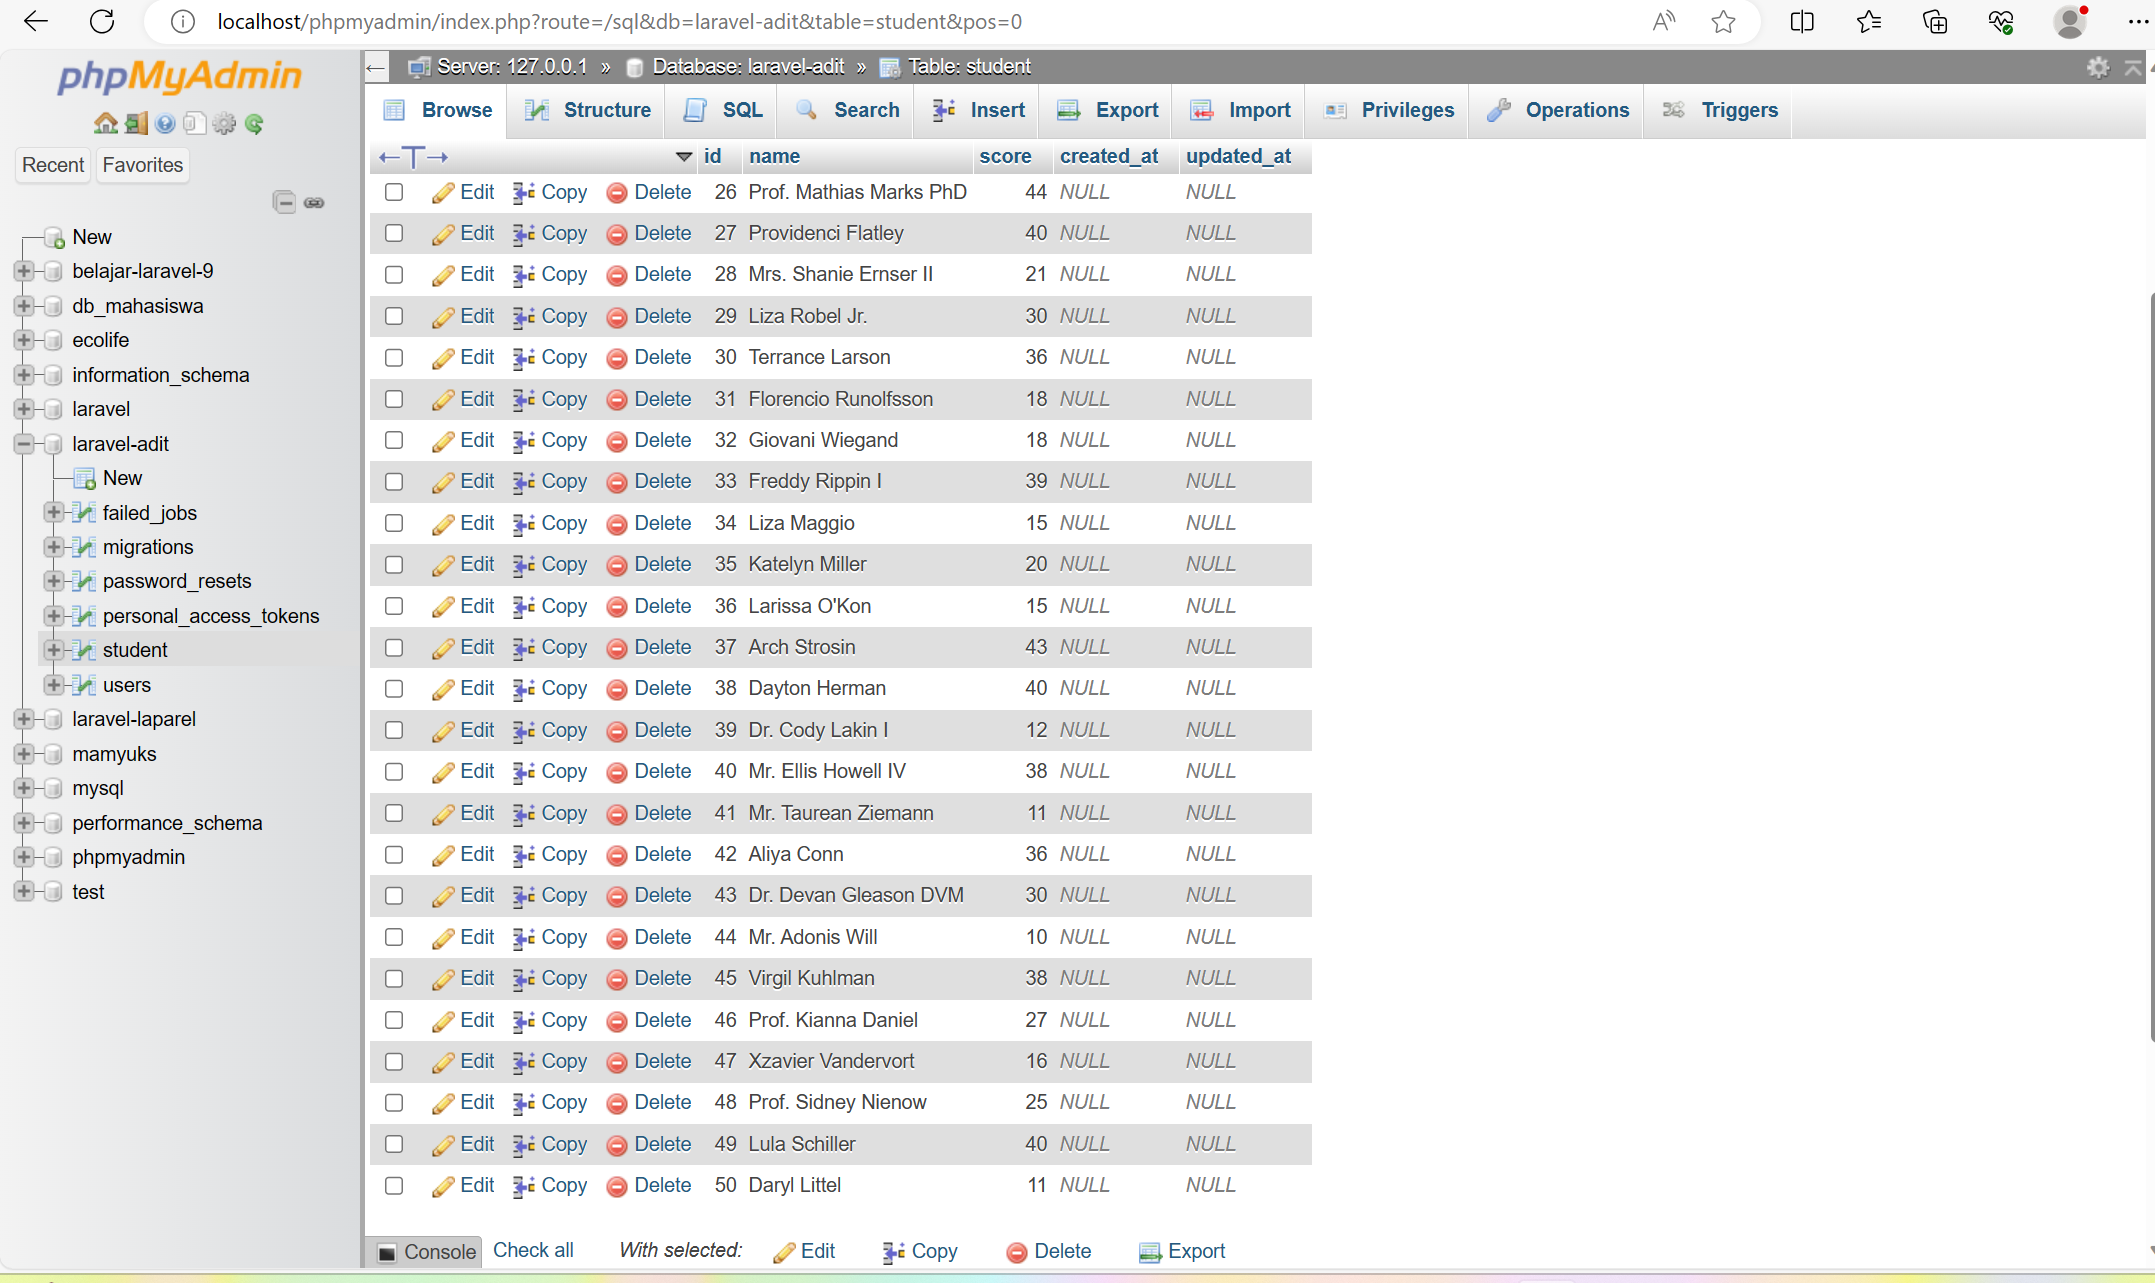 localhost/phpmyadmin/index.php?route=/sql&db=laravel-adit&table=student&pos=0
phpMyAdmin
Recent Favorites
New
belajar-laravel-9
db_mahasiswa
ecolife
information_schema
laravel
laravel-adit
New
failed_jobs
migrations
password_resets
personal_access_tokens
student
users
laravel-laparel
mamyuks
mysql
performance_schema
phpmyadmin
test
Server: 127.0.0.1 » Database: laravel-adit » Table: student
Browse Structure SQL Search Insert Export Import Privileges Operations Triggers
←T→ id name score created_at updated_at
Edit Copy Delete 26 Prof. Mathias Marks PhD 44 NULL NULL
Edit Copy Delete 27 Providenci Flatley 40 NULL NULL
Edit Copy Delete 28 Mrs. Shanie Ernser II 21 NULL NULL
Edit Copy Delete 29 Liza Robel Jr. 30 NULL NULL
Edit Copy Delete 30 Terrance Larson 36 NULL NULL
Edit Copy Delete 31 Florencio Runolfsson 18 NULL NULL
Edit Copy Delete 32 Giovani Wiegand 18 NULL NULL
Edit Copy Delete 33 Freddy Rippin I 39 NULL NULL
Edit Copy Delete 34 Liza Maggio 15 NULL NULL
Edit Copy Delete 35 Katelyn Miller 20 NULL NULL
Edit Copy Delete 36 Larissa O'Kon 15 NULL NULL
Edit Copy Delete 37 Arch Strosin 43 NULL NULL
Edit Copy Delete 38 Dayton Herman 40 NULL NULL
Edit Copy Delete 39 Dr. Cody Lakin I 12 NULL NULL
Edit Copy Delete 40 Mr. Ellis Howell IV 38 NULL NULL
Edit Copy Delete 41 Mr. Taurean Ziemann 11 NULL NULL
Edit Copy Delete 42 Aliya Conn 36 NULL NULL
Edit Copy Delete 43 Dr. Devan Gleason DVM 30 NULL NULL
Edit Copy Delete 44 Mr. Adonis Will 10 NULL NULL
Edit Copy Delete 45 Virgil Kuhlman 38 NULL NULL
Edit Copy Delete 46 Prof. Kianna Daniel 27 NULL NULL
Edit Copy Delete 47 Xzavier Vandervort 16 NULL NULL
Edit Copy Delete 48 Prof. Sidney Nienow 25 NULL NULL
Edit Copy Delete 49 Lula Schiller 40 NULL NULL
Edit Copy Delete 50 Daryl Littel 11 NULL NULL
Console Check all With selected: Edit Copy Delete Export